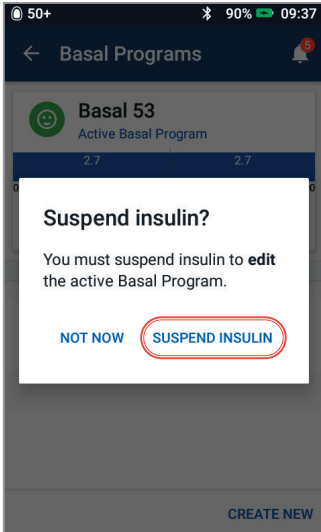 50+ 90% 09:37
Basal Programs 5
Basal 53
Active Basal Program
2.7 2.7
Suspend insulin?
You must suspend insulin to edit
the active Basal Program.
NOT NOW SUSPEND INSULIN
CREATE NEW